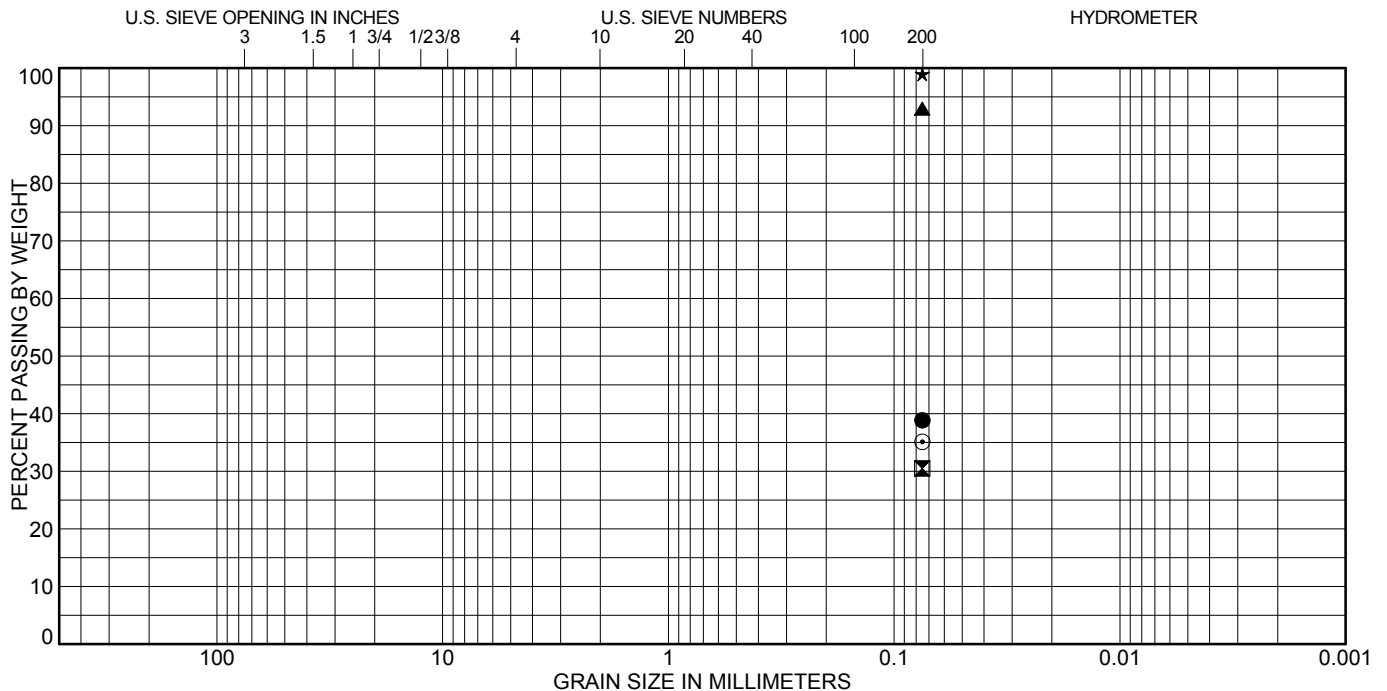 U.S. SIEVE OPENING IN INCHES U.S. SIEVE NUMBERS HYDROMETER
3 1.5 1 3/4 1/2 3/8 4 10 20 40 100 200
100
90
80
70
60
50
40
30
20
10
0
PERCENT PASSING BY WEIGHT
100 10 1 0.1 0.01 0.001
GRAIN SIZE IN MILLIMETERS